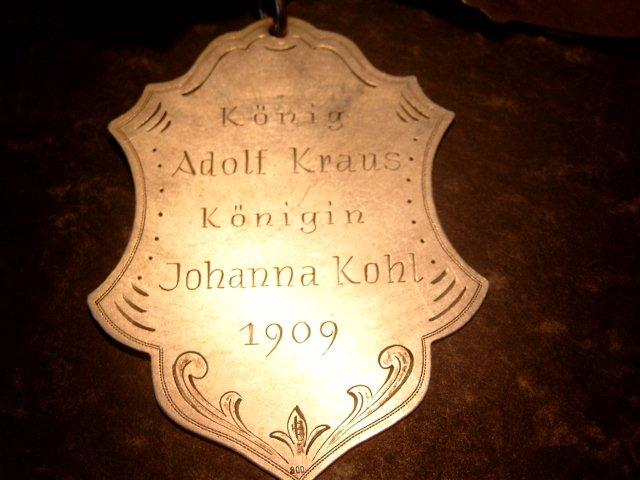 König
Adolf Kraus
Königin
Johanna Kohl
1909
800